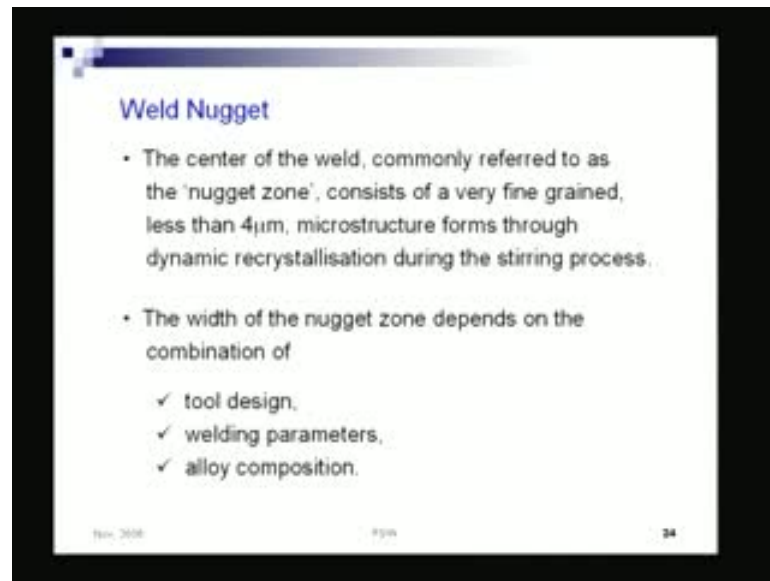 Weld Nugget
• The center of the weld, commonly referred to as
the 'nugget zone', consists of a very fine grained,
less than 4μm, microstructure forms through
dynamic recrystallisation during the stirring process.
• The width of the nugget zone depends on the
combination of
✓ tool design,
✓ welding parameters,
✓ alloy composition.
Nov, FSW 34